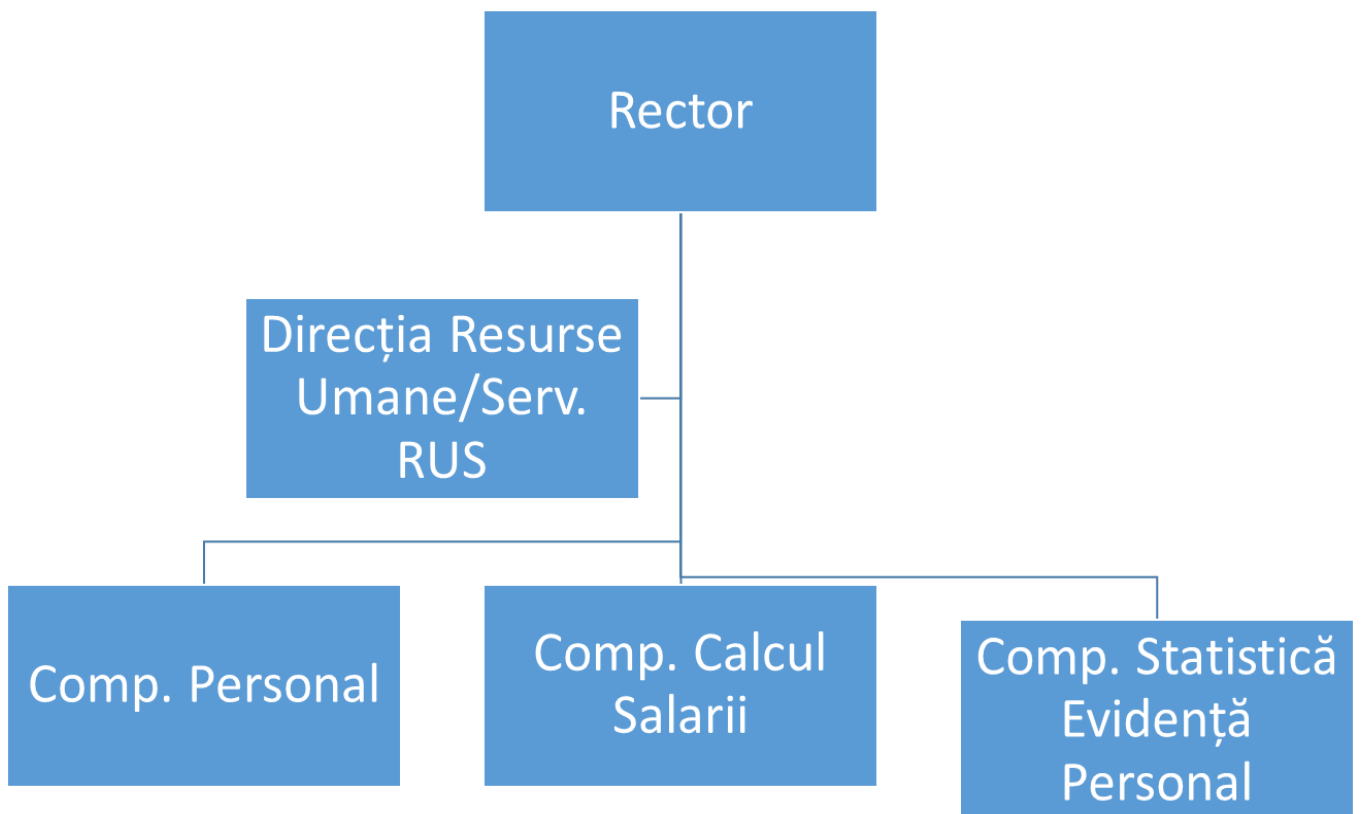 Rector
Direcția Resurse
Umane/Serv.
RUS
Comp. Personal
Comp. Calcul
Salarii
Comp. Statistică
Evidență
Personal